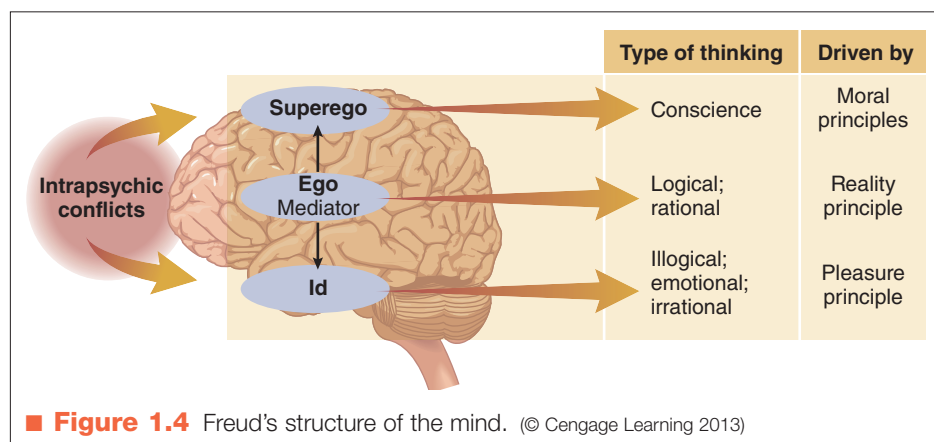 Type of thinking
Driven by
Superego
Conscience
Moral
principles
Intrapsychic
conflicts
Ego
Mediator
Logical;
rational
Reality
principle
Id
Illogical;
emotional;
irrational
Pleasure
principle
■ Figure 1.4 Freud's structure of the mind. (© Cengage Learning 2013)